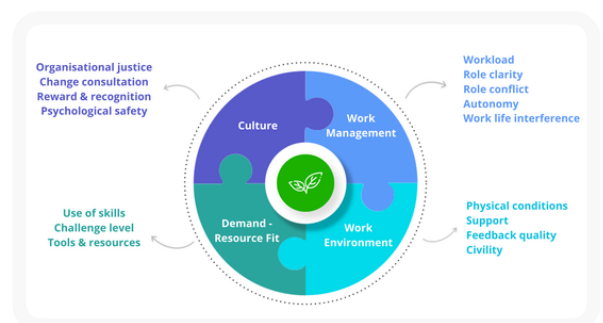 Organisational justice
Change consultation
Reward & recognition
Psychological safety
Culture
Work
Management
Workload
Role clarity
Role conflict
Autonomy
Work life interference
Use of skills
Challenge level
Tools & resources
Demand -
Resource Fit
Work
Environment
Physical conditions
Support
Feedback quality
Civility